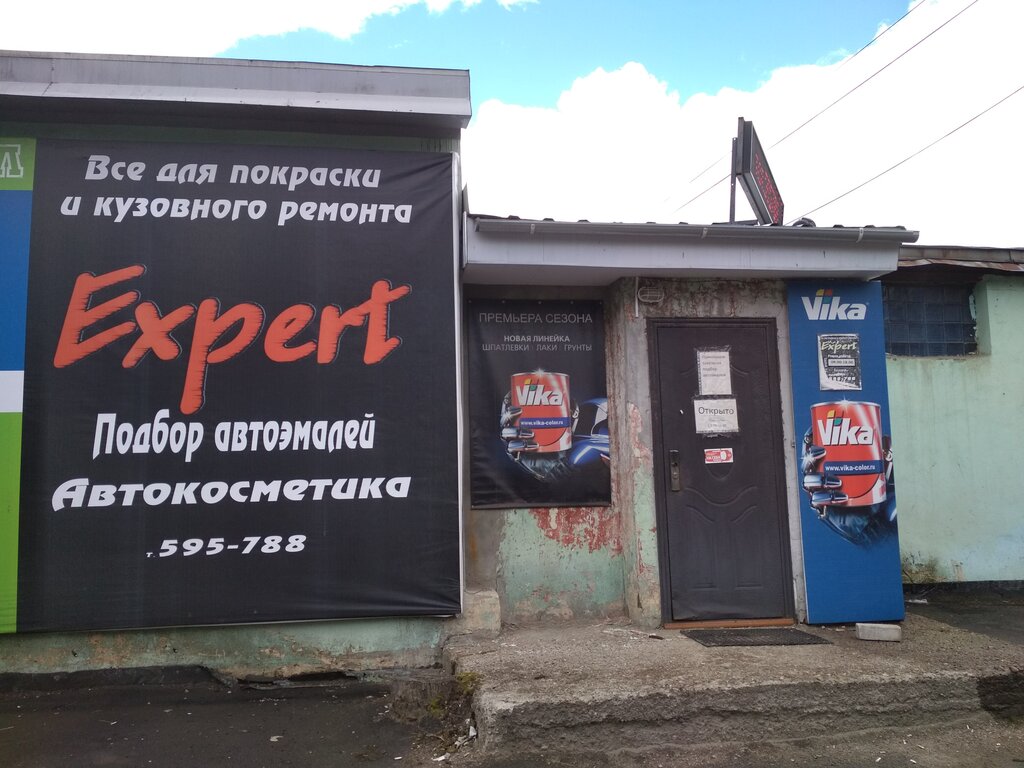 Все для покраски
и кузовного ремонта
Expert
Подбор автоэмалей
Автокосметика
т.595-788
ПРЕМЬЕРА СЕЗОНА
НОВАЯ ЛИНЕЙКА
ШПАТЛЕВКИ ЛАКИ ГРУНТЫ
Vika
www.vika-color.ru
Открыто
Vika
Expert
Vika
www.vika-color.ru